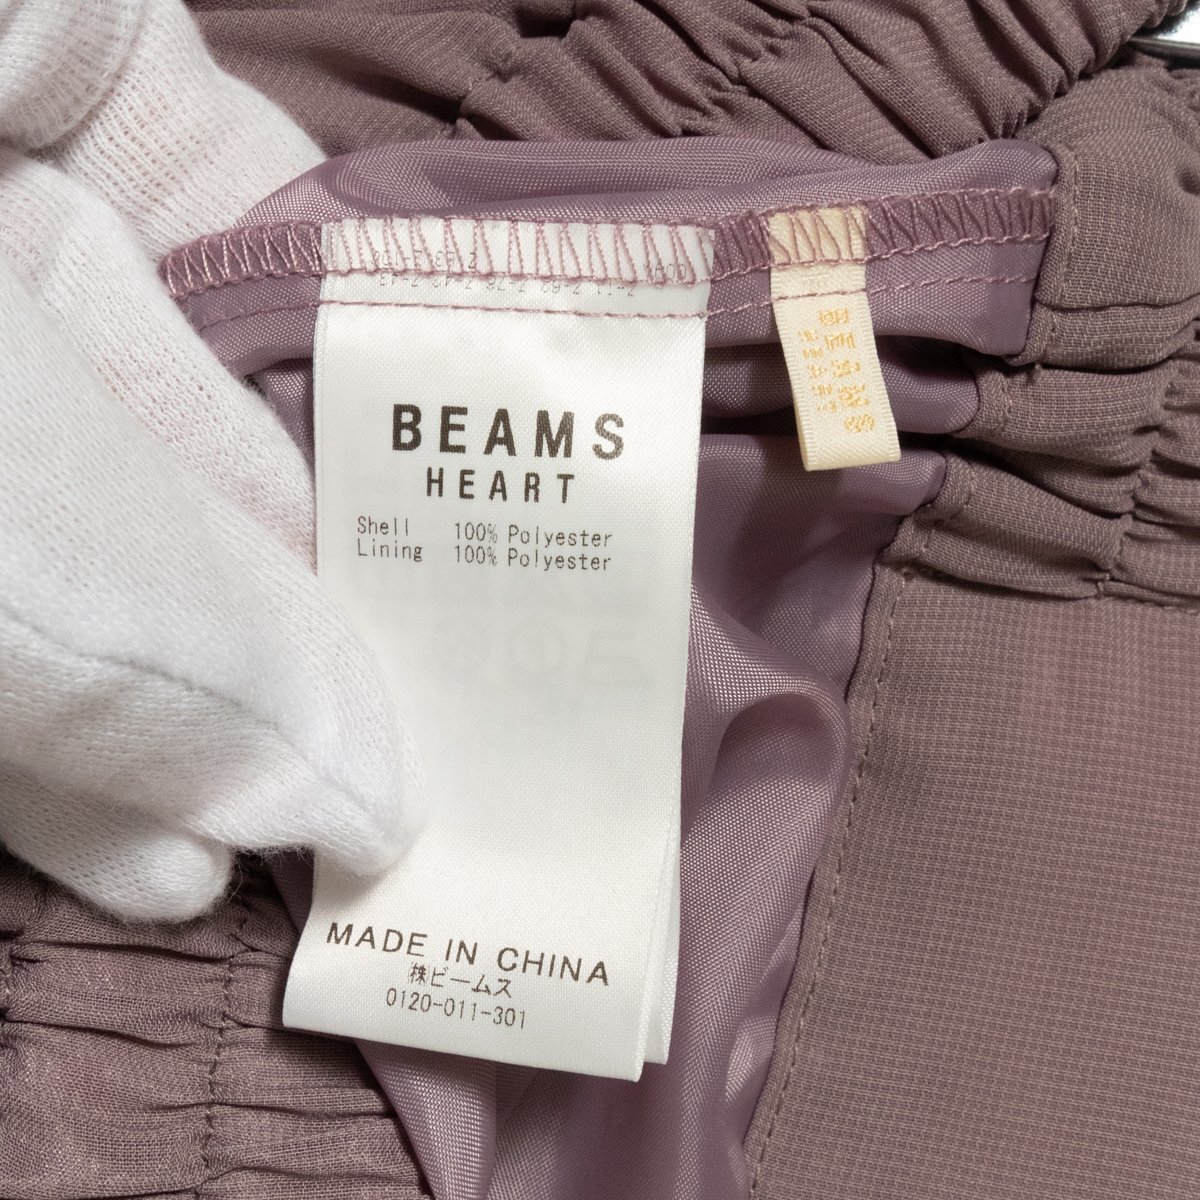 BEAMS
HEART
Shell 100% Polyester
Lining 100% Polyester
MADE IN CHINA
㈱ビームス
0120-011-301